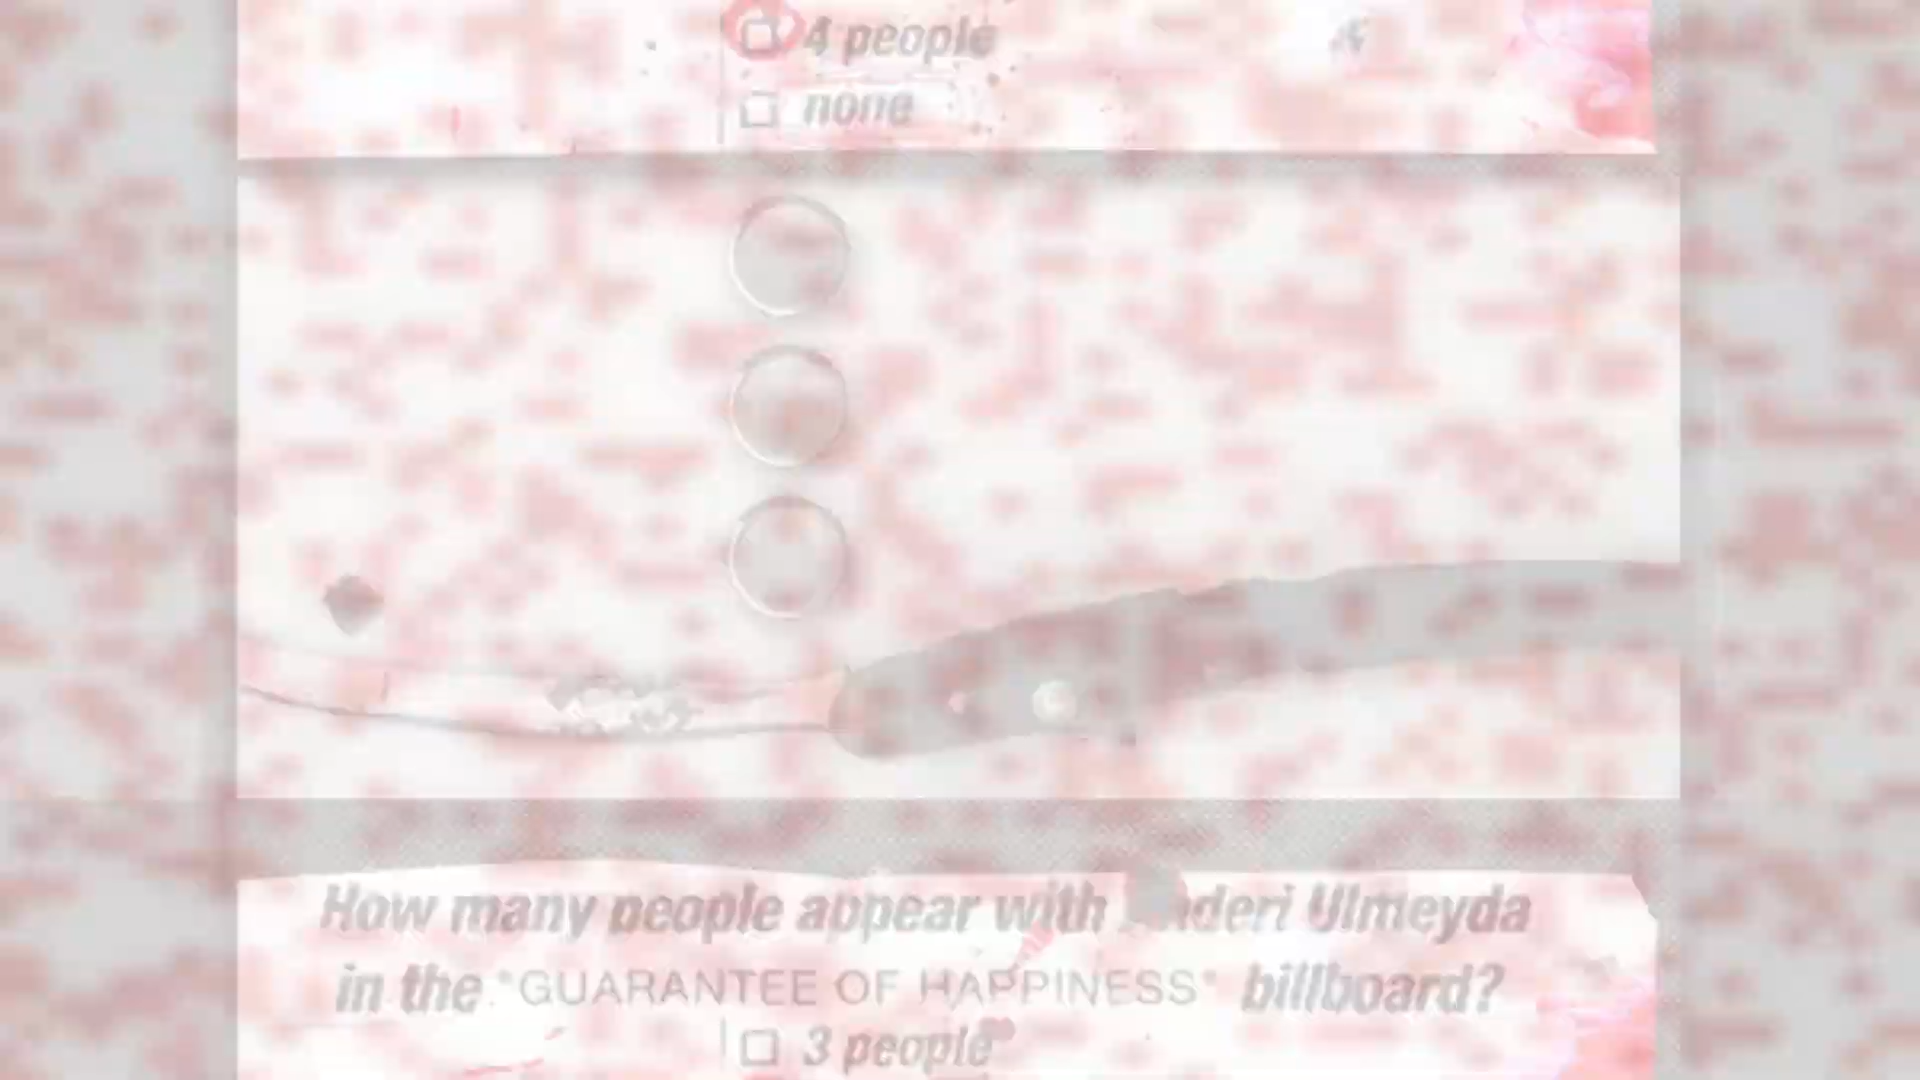 4 people
none
How many people appear with
Ulmeyda
in the "GUARANTEE OF HAPPINESS" billboard?
3 people